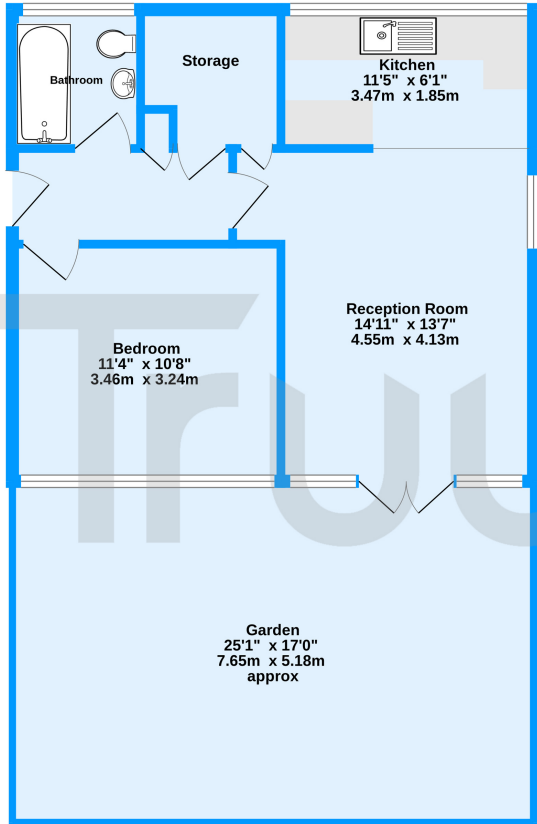 Storage
Bathroom
Kitchen
11'5" x 6'1"
3.47m x 1.85m
Reception Room
14'11" x 13'7"
4.55m x 4.13m
Bedroom
11'4" x 10'8"
3.46m x 3.24m
Garden
25'1" x 17'0"
7.65m x 5.18m
approx